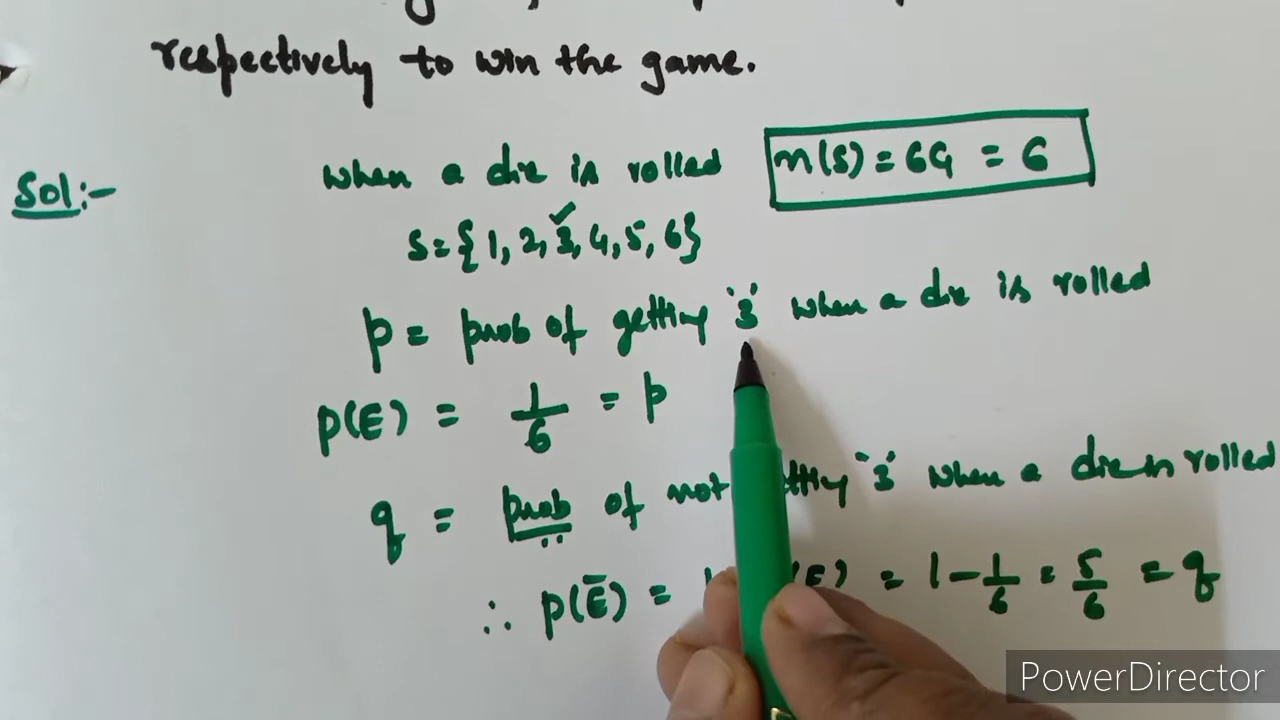 respectively to win the game.
Sol:-
when a die is rolled
n(S) = 6C₁ = 6
S = {1, 2, 3, 4, 5, 6}
p = prob of getting '3' when a die is rolled
P(E) = 1/6 = p
q = prob of not '3' when a die is rolled
∴ P(Ē) = (E) = 1 - 1/6 = 5/6 = q
PowerDirector